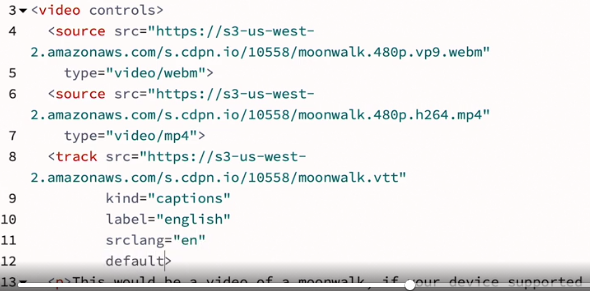 3 <video controls>
4 <source src="https://s3-us-west-
2.amazonaws.com/s.cdpn.io/10558/moonwalk.480p.vp9.webm"
5 type="video/webm">
6 <source src="https://s3-us-west-
2.amazonaws.com/s.cdpn.io/10558/moonwalk.480p.h264.mp4"
7 type="video/mp4">
8 <track src="https://s3-us-west-
2.amazonaws.com/s.cdpn.io/10558/moonwalk.vtt"
9 kind="captions"
10 label="english"
11 srclang="en"
12 default>
13 <p>This would be a video of a moonwalk, if your device supported